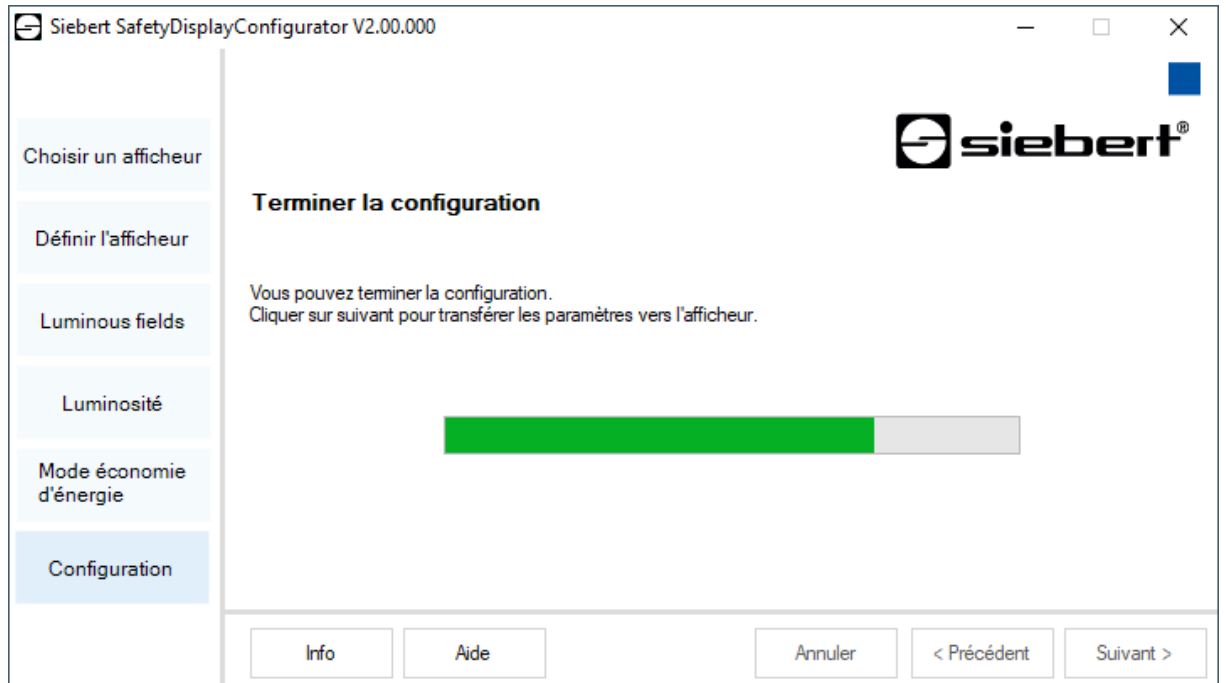 Siebert SafetyDisplayConfigurator V2.00.000
siebert®
Choisir un afficheur
Définir l'afficheur
Luminous fields
Luminosité
Mode économie
d'énergie
Configuration
Terminer la configuration
Vous pouvez terminer la configuration.
Cliquer sur suivant pour transférer les paramètres vers l'afficheur.
Info
Aide
Annuler
< Précédent
Suivant >